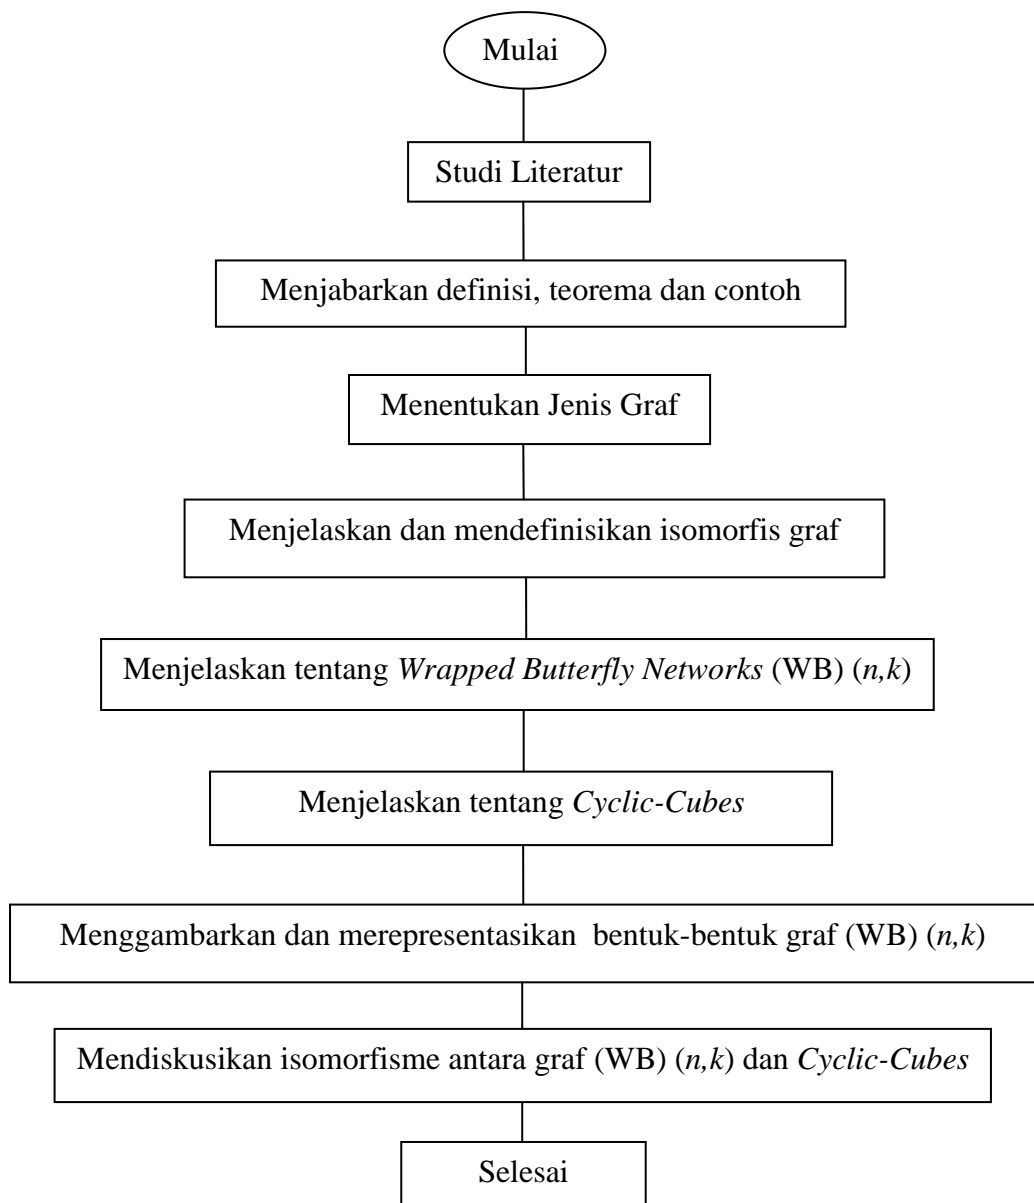 Mulai
Studi Literatur
Menjabarkan definisi, teorema dan contoh
Menentukan Jenis Graf
Menjelaskan dan mendefinisikan isomorfis graf
Menjelaskan tentang Wrapped Butterfly Networks (WB) (n,k)
Menjelaskan tentang Cyclic-Cubes
Menggambarkan dan merepresentasikan bentuk-bentuk graf (WB) (n,k)
Mendiskusikan isomorfisme antara graf (WB) (n,k) dan Cyclic-Cubes
Selesai